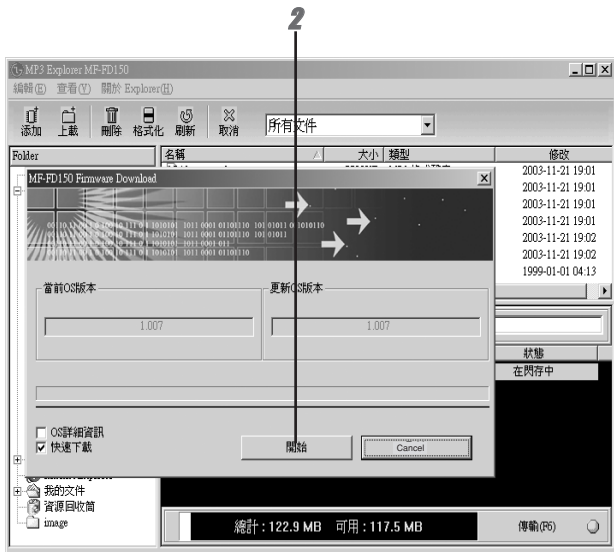 2
MP3 Explorer MF-FD150
編輯(E) 查看(V) 關於 Explorer(H)
添加 上載 刪除 格式化 刷新 取消 所有文件
Folder 名稱 大小 類型 修改
2003-11-21 19:01
2003-11-21 19:01
2003-11-21 19:01
2003-11-21 19:01
2003-11-21 19:02
2003-11-21 19:02
1999-01-01 04:13
MF-FD150 Firmware Download
當前OS版本 更新OS版本
1.007 1.007
狀態
在閃存中
OS詳細資訊
快速下載
開始 Cancel
我的文件
資源回收筒
image
總計 : 122.9 MB 可用 : 117.5 MB 傳輸(F6)